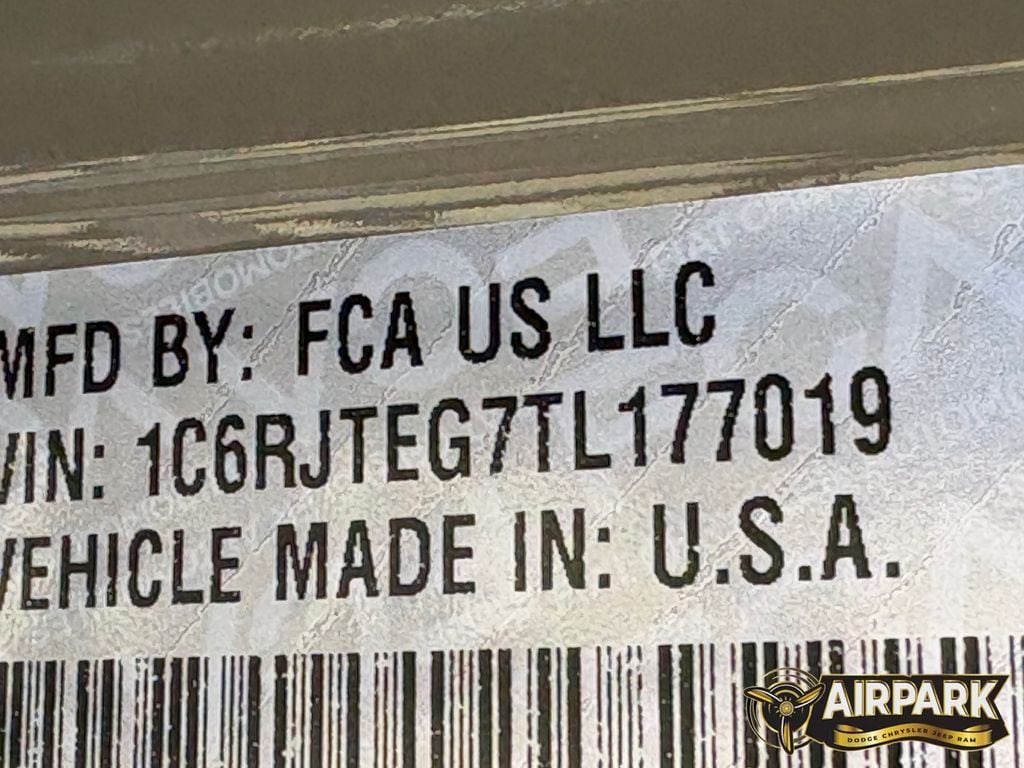 MFD BY: FCA US LLC
VIN: 1C6RJTEG7TL177019
VEHICLE MADE IN: U.S.A.
AIRPARK
DODGE CHRYSLER JEEP RAM